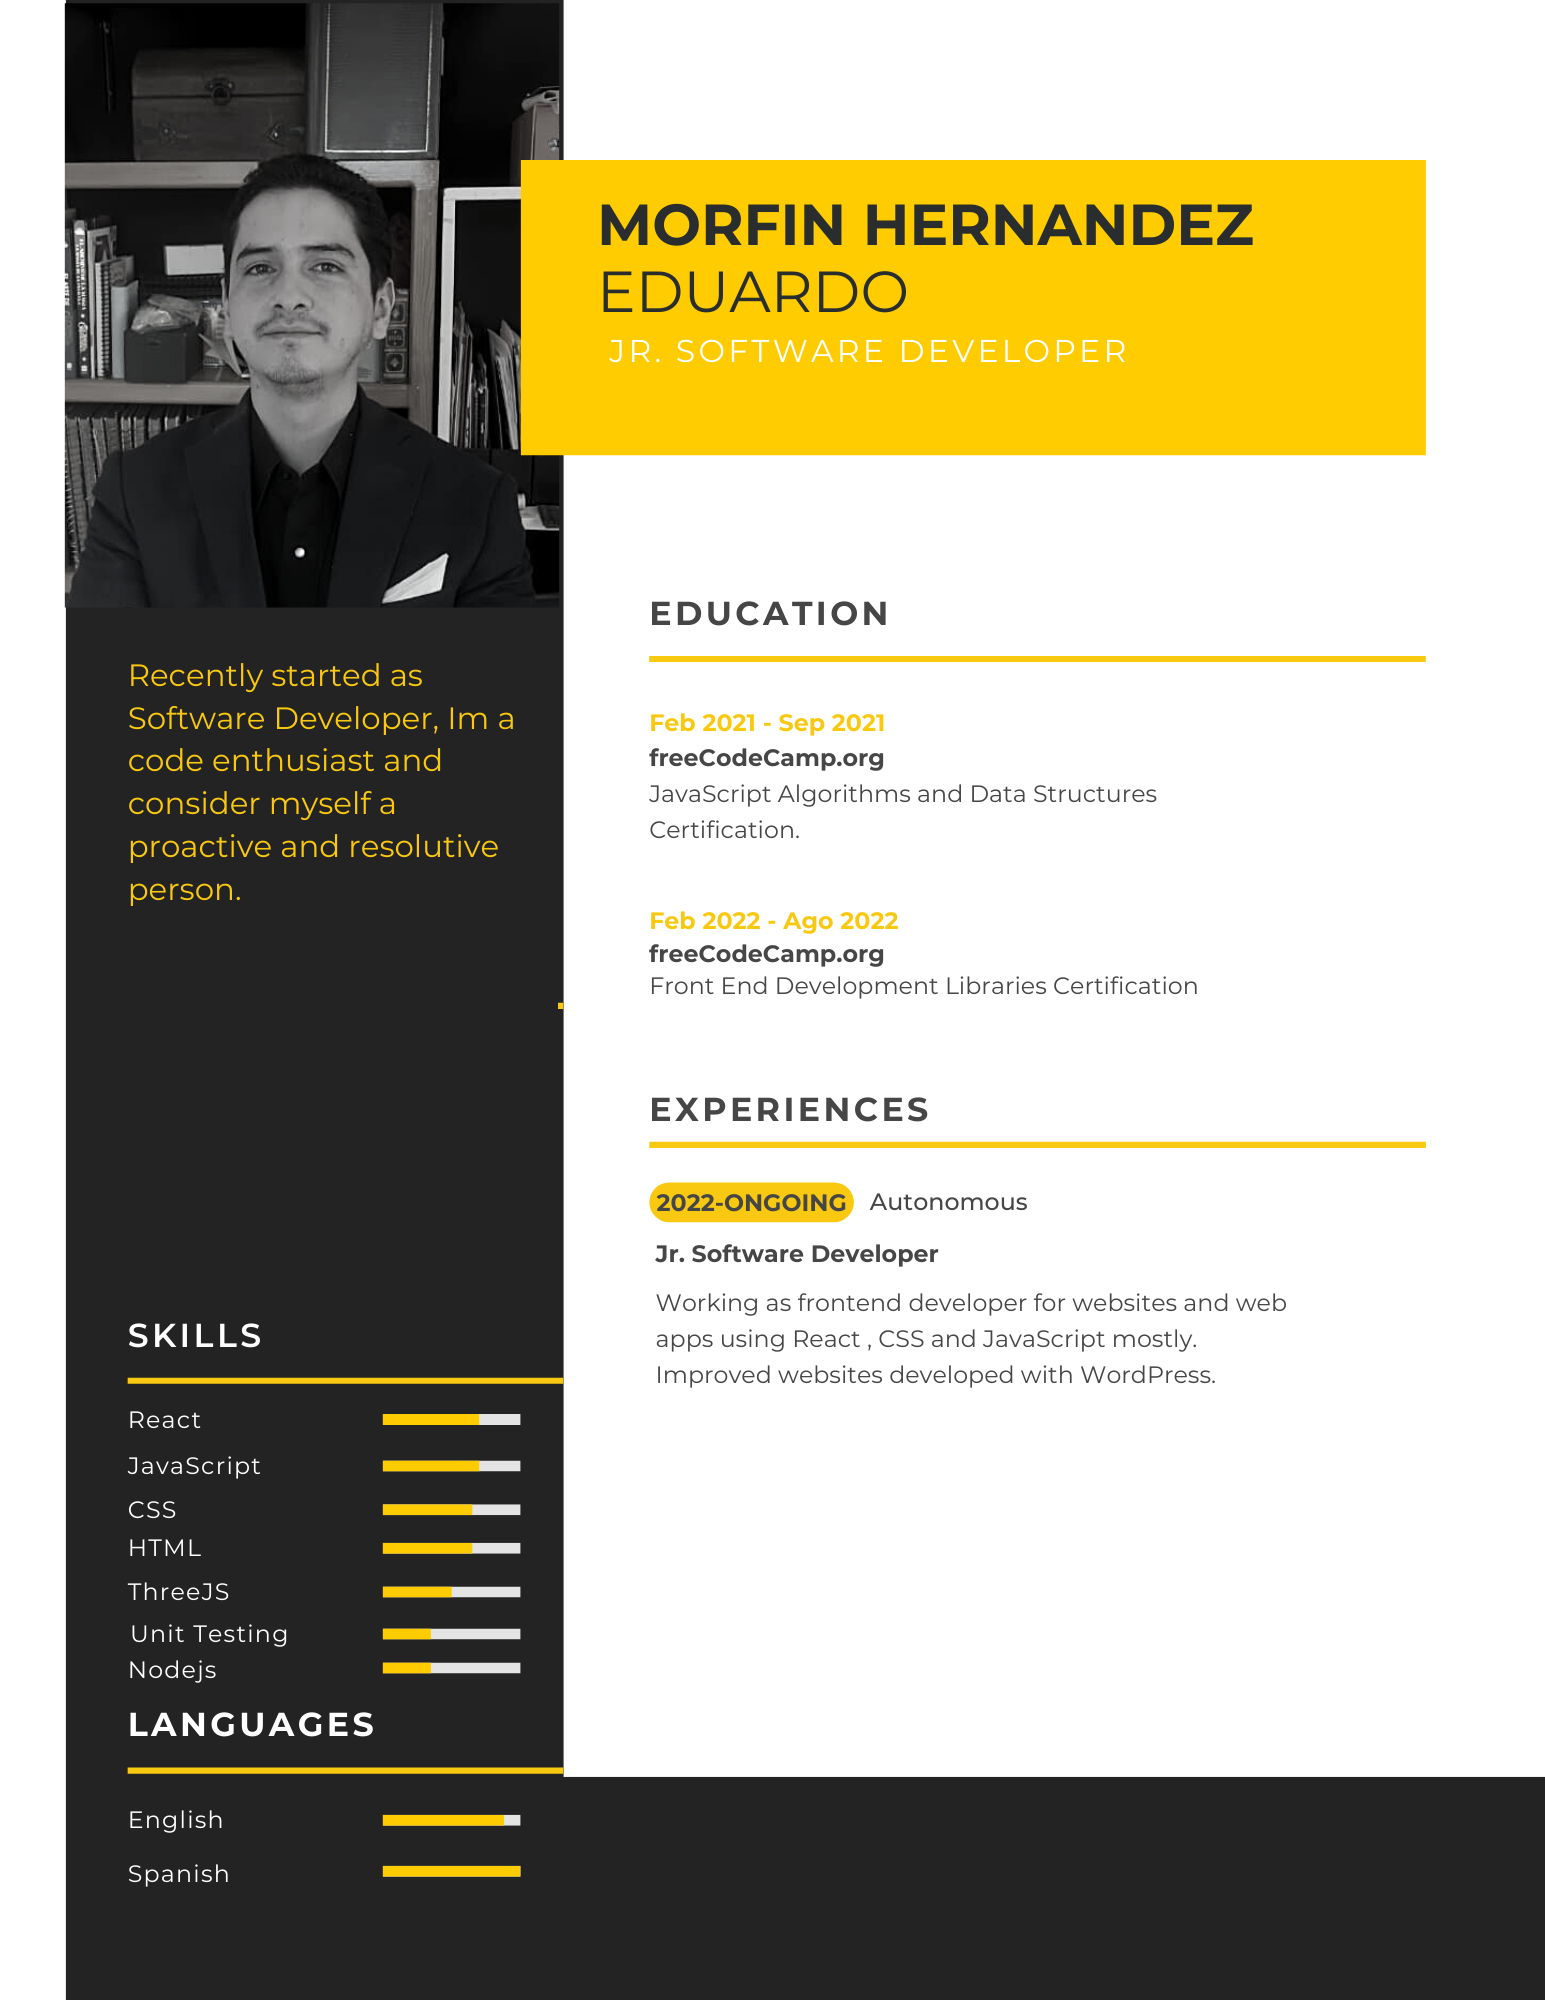 MORFIN HERNANDEZ
EDUARDO
JR. SOFTWARE DEVELOPER
Recently started as
Software Developer, Im a
code enthusiast and
consider myself a
proactive and resolutive
person.
SKILLS
React
JavaScript
CSS
HTML
ThreeJS
Unit Testing
Nodejs
LANGUAGES
English
Spanish
EDUCATION
Feb 2021 - Sep 2021
freeCodeCamp.org
JavaScript Algorithms and Data Structures
Certification.
Feb 2022 - Ago 2022
freeCodeCamp.org
Front End Development Libraries Certification
EXPERIENCES
2022-ONGOING Autonomous
Jr. Software Developer
Working as frontend developer for websites and web
apps using React , CSS and JavaScript mostly.
Improved websites developed with WordPress.